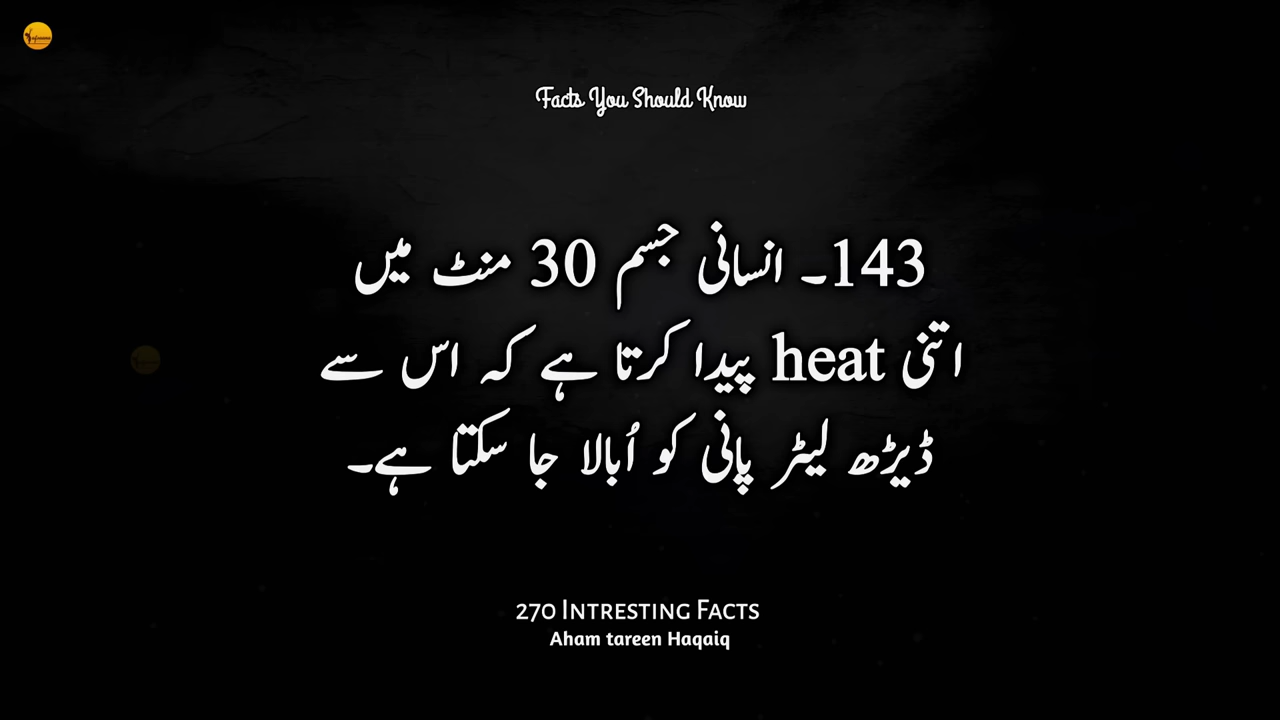 Facts You Should Know
143۔ انسانی جسم 30 منٹ میں
اتنی heat پیدا کرتا ہے کہ اس سے
ڈیڑھ لیٹر پانی کو اُبالا جا سکتا ہے۔
270 Intresting Facts
Aham tareen Haqaiq